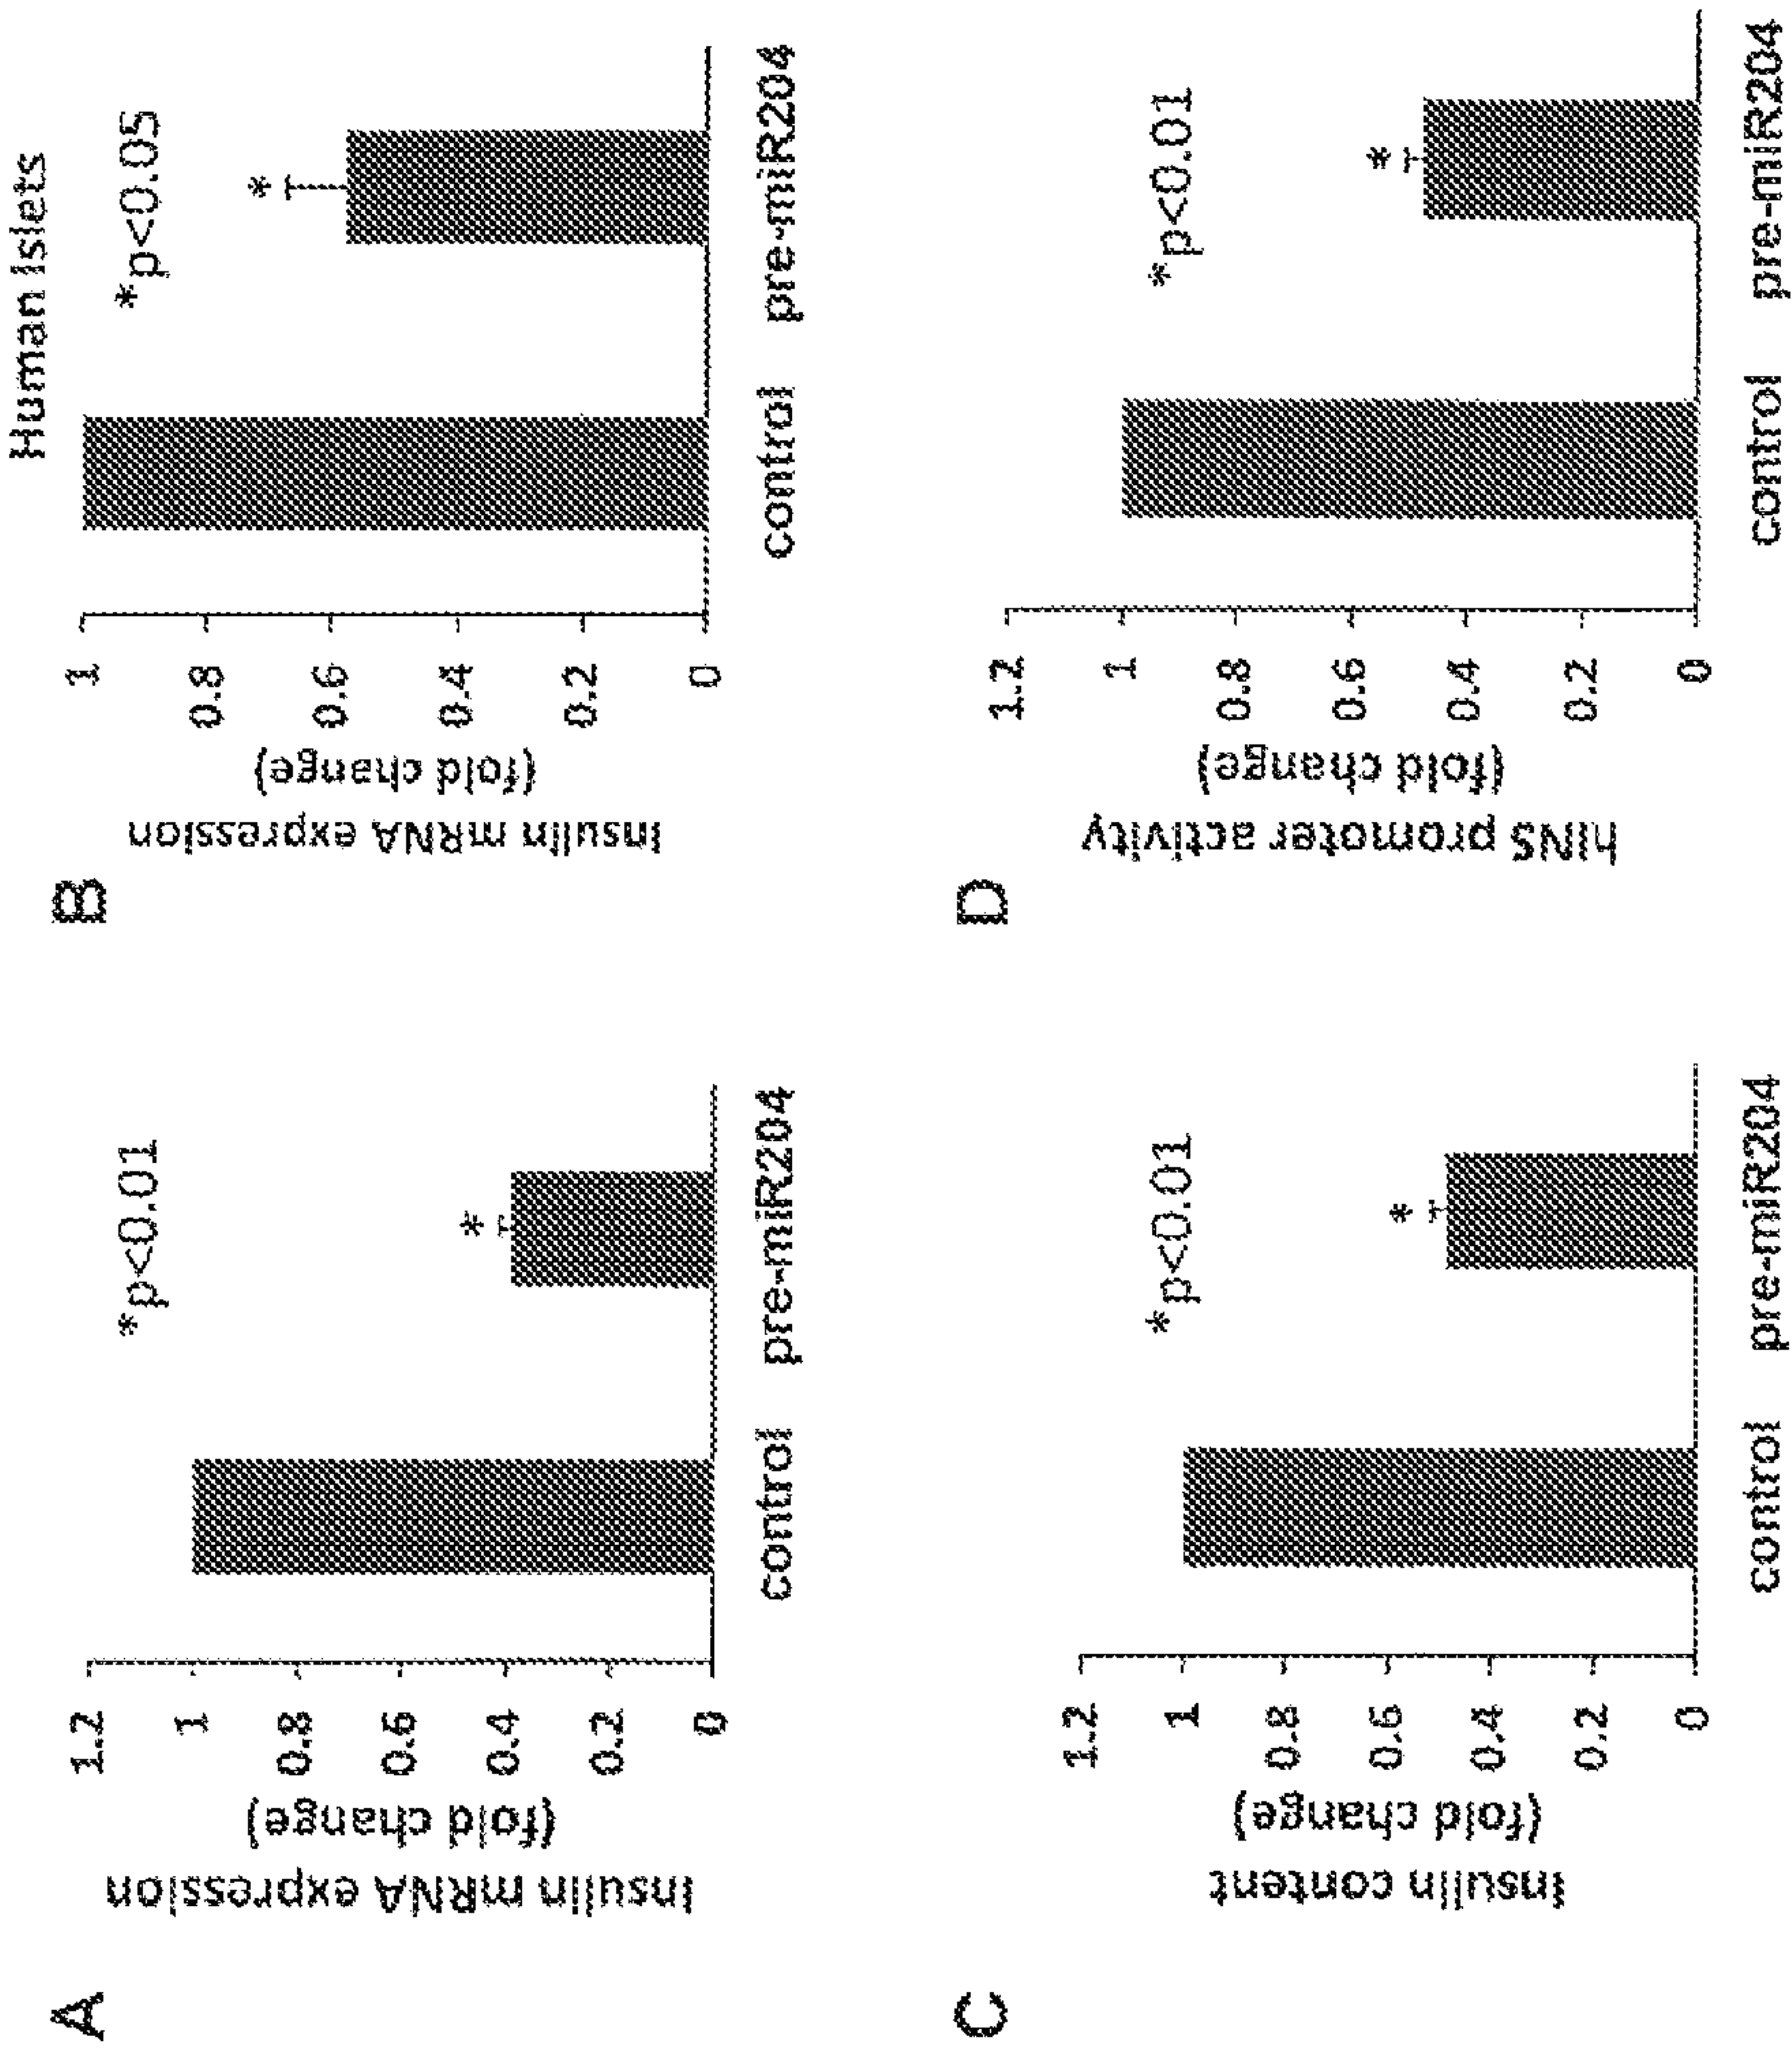 A
Insulin mRNA expression
(fold change)
1.2
1
0.8
0.6
0.4
0.2
0
*p<0.01
*
control pre-miR204
B
Human Islets
Insulin mRNA expression
(fold change)
1
0.8
0.6
0.4
0.2
0
*p<0.05
*
control pre-miR204
C
Insulin content
(fold change)
1.2
1
0.8
0.6
0.4
0.2
0
*p<0.01
*
control pre-miR204
D
hINS promoter activity
(fold change)
1.2
1
0.8
0.6
0.4
0.2
0
*p<0.01
*
control pre-miR204